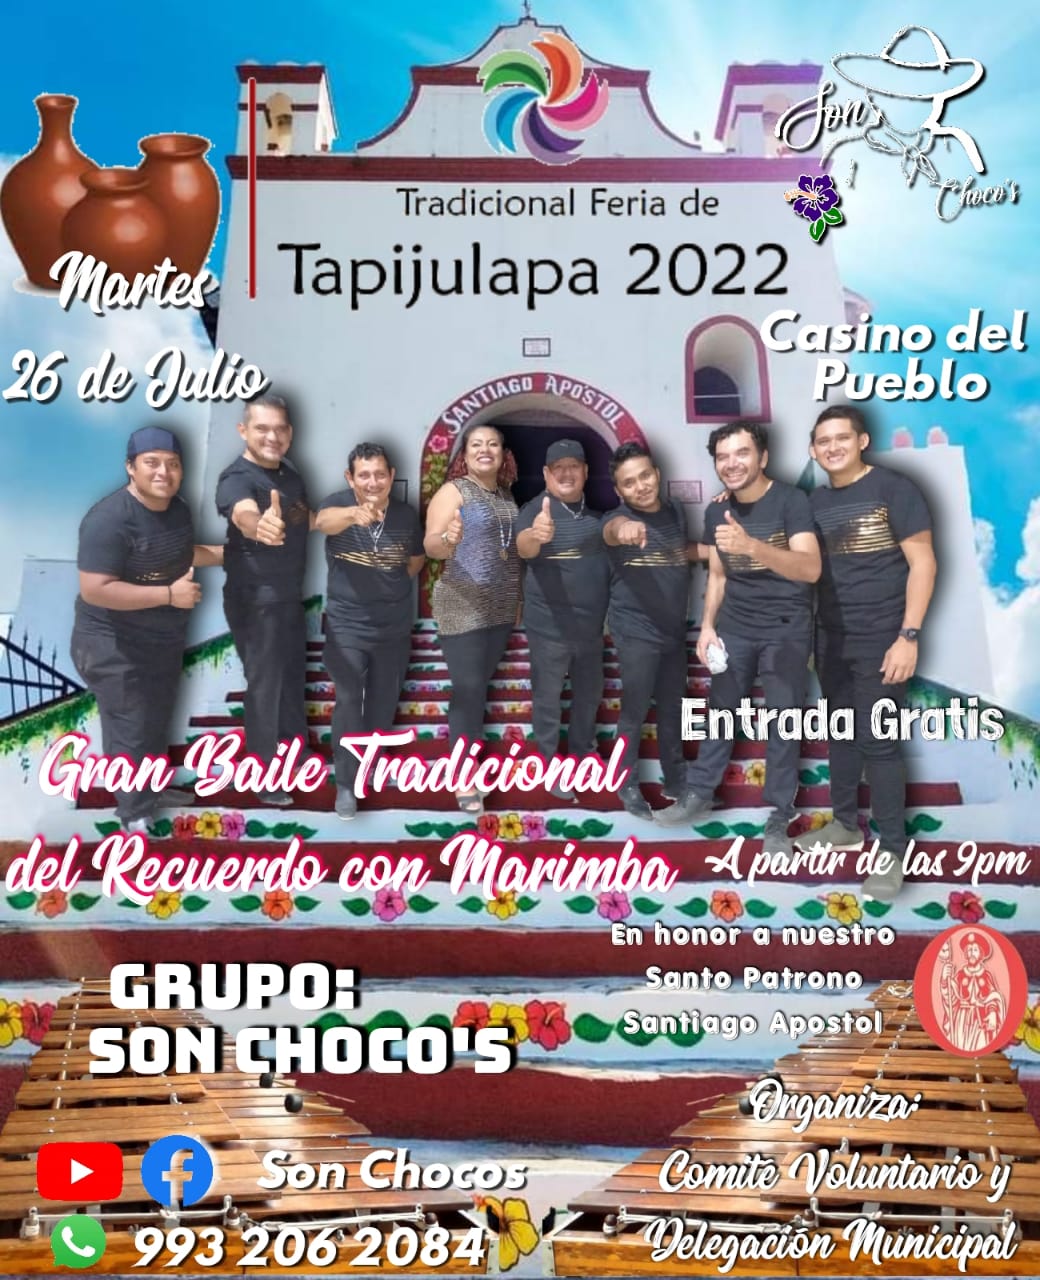 Son
Choco's
Tradicional Feria de
Tapijulapa 2022
Martes
26 de Julio
Casino del
Pueblo
SANTIAGO APOSTOL
Entrada Gratis
Gran Baile Tradicional
del Recuerdo con Marimba
A partir de las 9pm
En honor a nuestro
Santo Patrono
Santiago Apostol
GRUPO:
SON CHOCO'S
Organiza:
Comite Voluntario y
Delegación Municipal
Son Chocos
993 206 2084